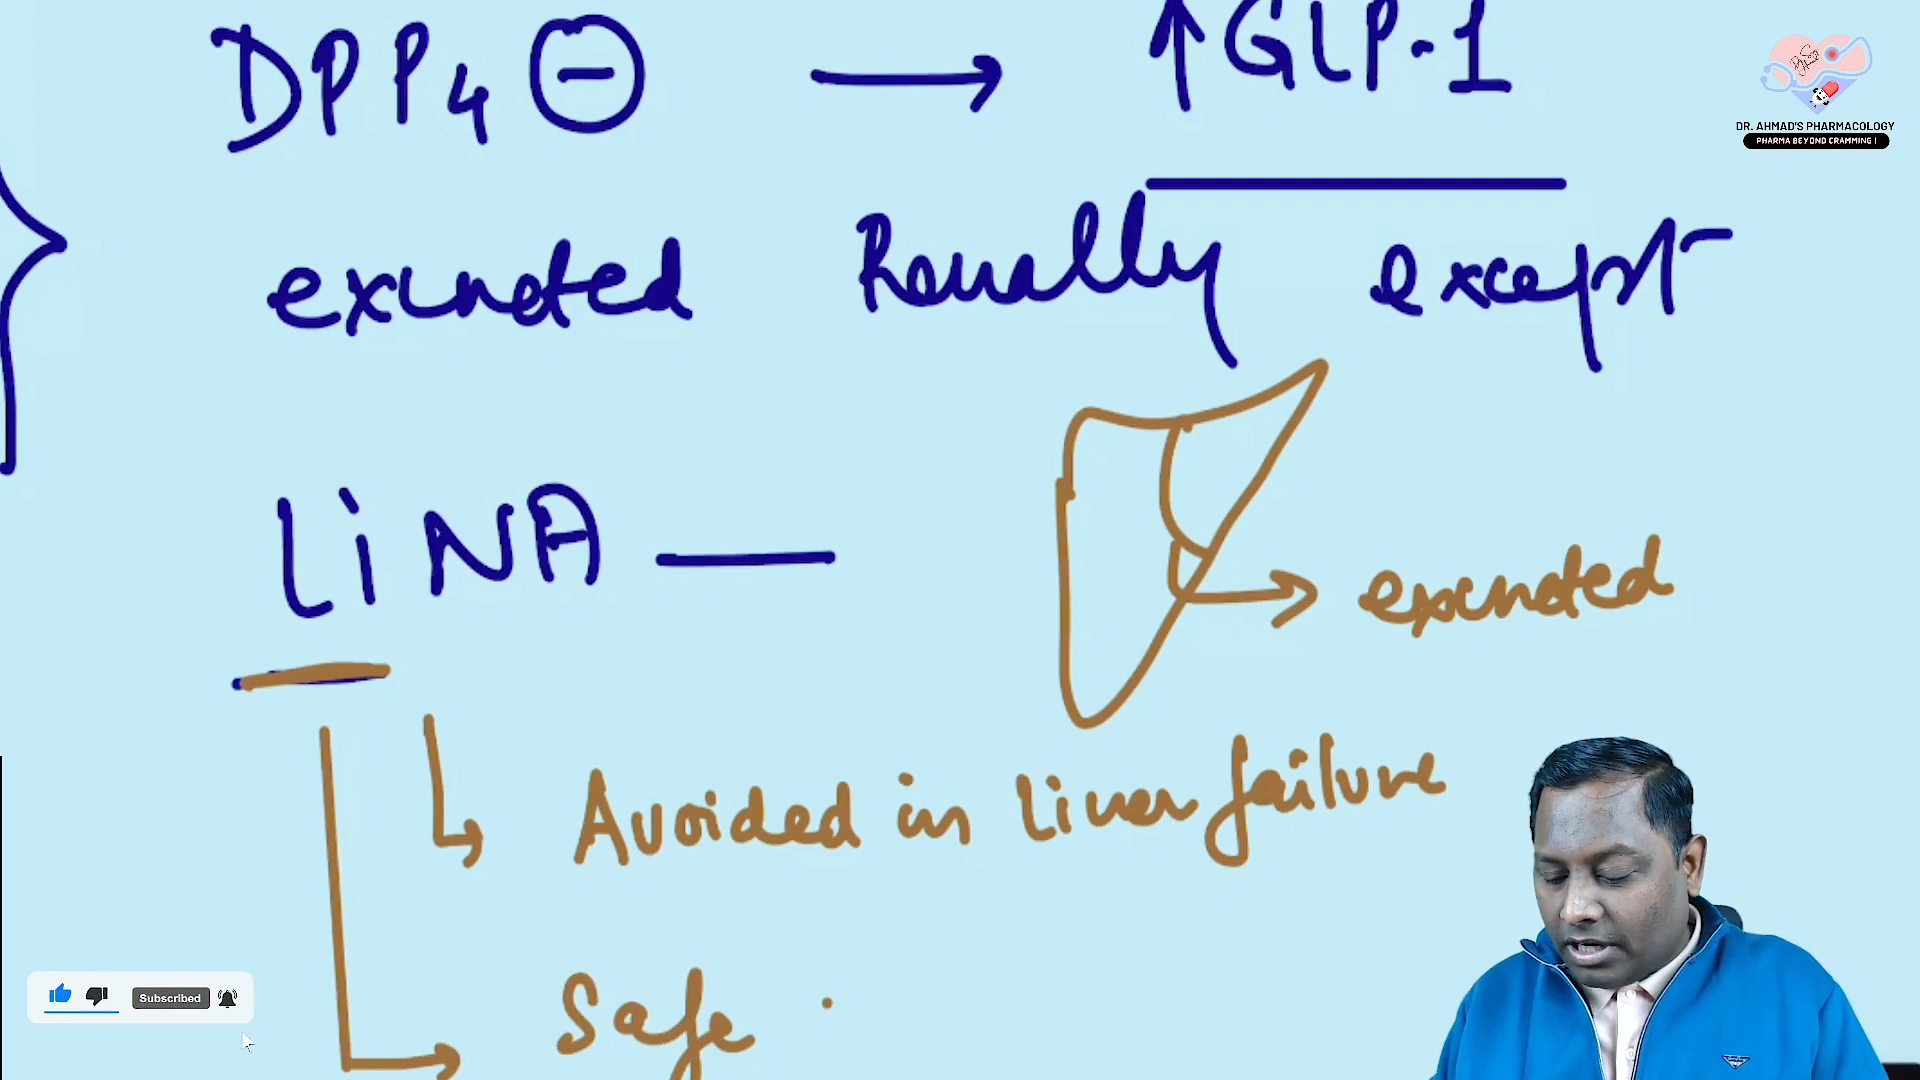 DPP4 ⊖ → ↑GLP-1
DR. AHMAD'S PHARMACOLOGY
PHARMA BEYOND CRAMMING !
excreted Renally except
LiNA —
→ excreted
Avoided in Liver failure
Subscribed
Safe